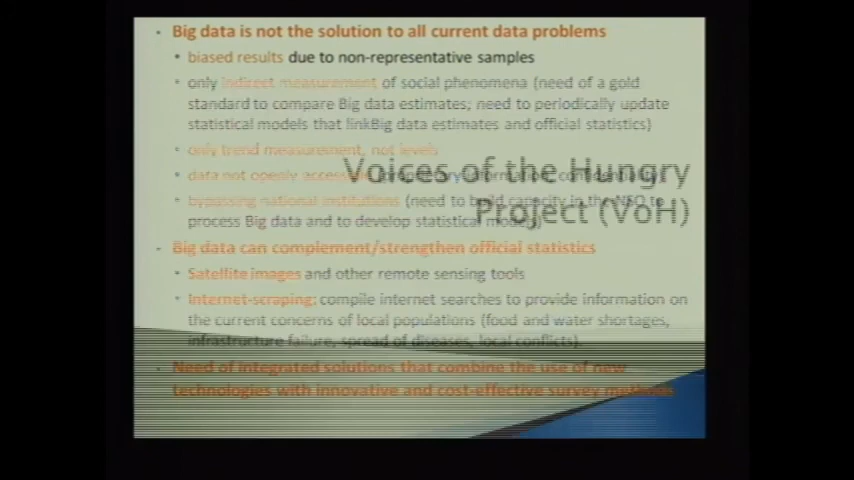 Big data is not the solution to all current data problems
biased results due to non-representative samples
only indirect measurement of social phenomena (need of a gold
standard to compare Big data estimates; need to periodically update
statistical models that linkBig data estimates and official statistics)
only trend measurement, not levels
data not openly
Voices of the Hungry
bypassing national institutions (need to build capacity in the NSO to
process Big data and to develop statistical
Project (VoH)
Big data can complement/strengthen official statistics
Satellite images and other remote sensing tools
Internet-scraping: compile internet searches to provide information on
the current concerns of local populations (food and water shortages,
infrastructure failure, spread of diseases, local conflicts).
Need of integrated solutions that combine the use of new
technologies with innovative and cost-effective survey methods